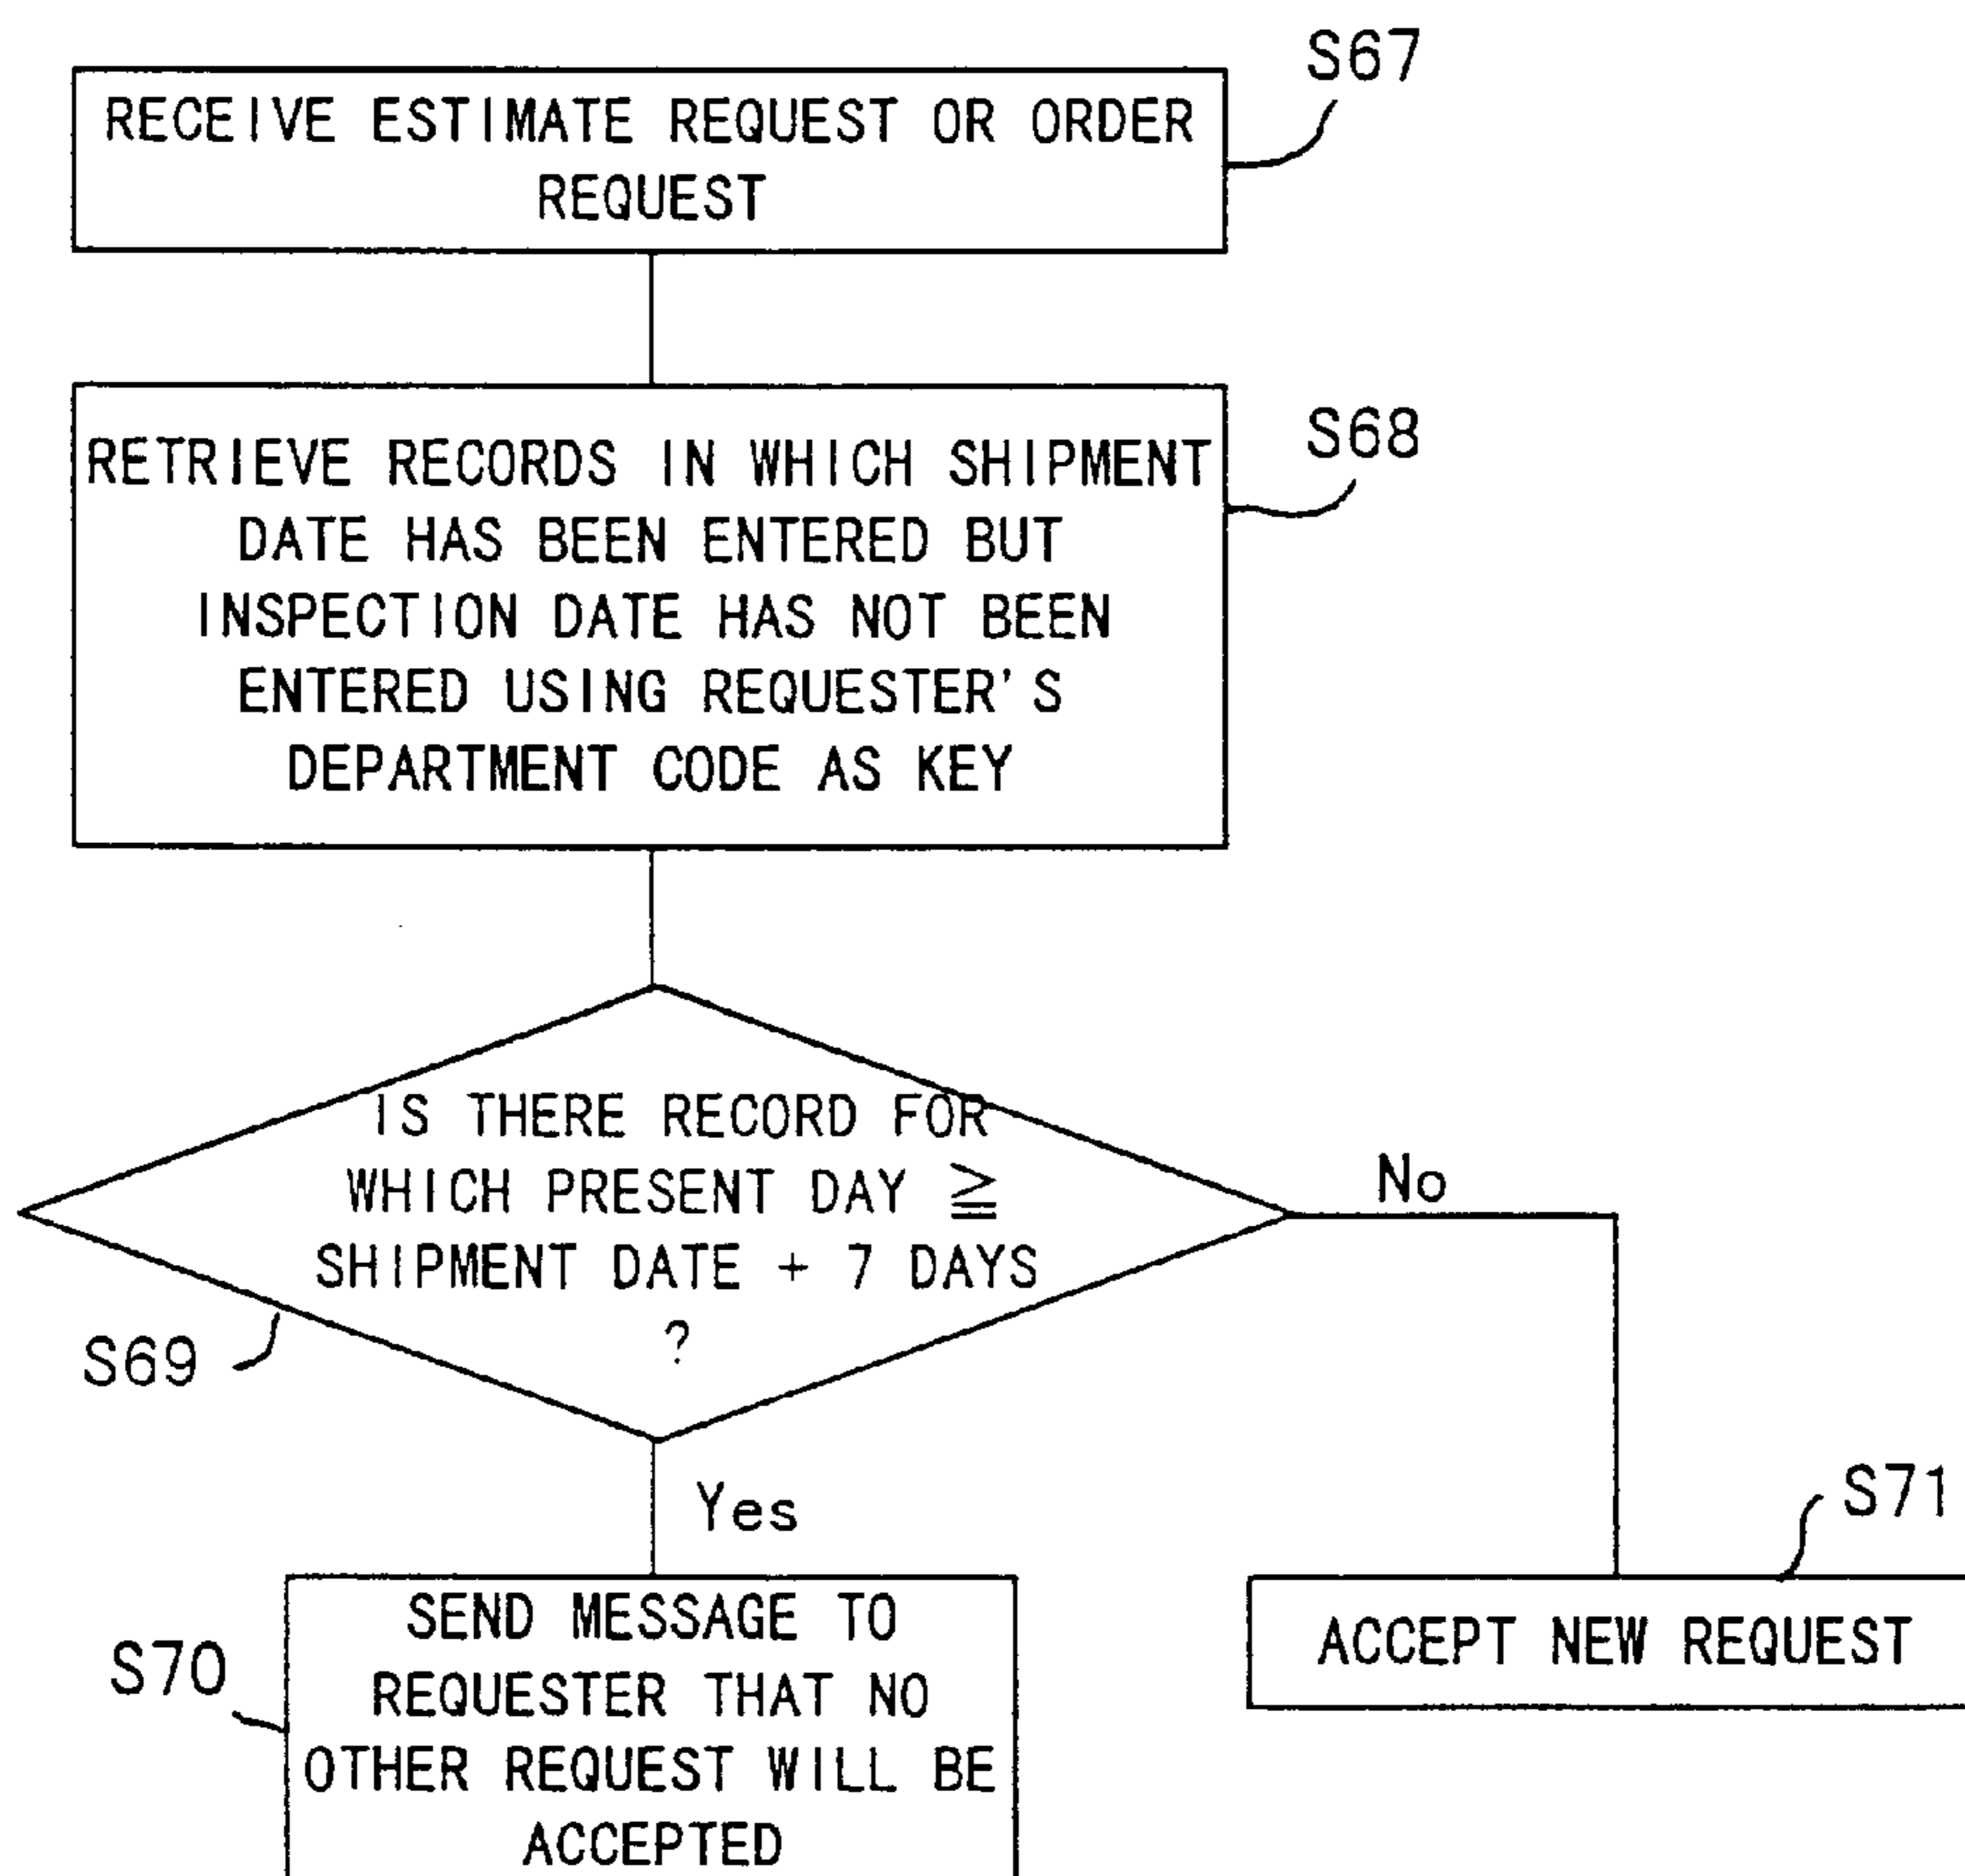 S67
RECEIVE ESTIMATE REQUEST OR ORDER
REQUEST
S68
RETRIEVE RECORDS IN WHICH SHIPMENT
DATE HAS BEEN ENTERED BUT
INSPECTION DATE HAS NOT BEEN
ENTERED USING REQUESTER'S
DEPARTMENT CODE AS KEY
IS THERE RECORD FOR
WHICH PRESENT DAY ≧
SHIPMENT DATE + 7 DAYS
?
No
S69
Yes
S71
SEND MESSAGE TO
REQUESTER THAT NO
OTHER REQUEST WILL BE
ACCEPTED
S70
ACCEPT NEW REQUEST